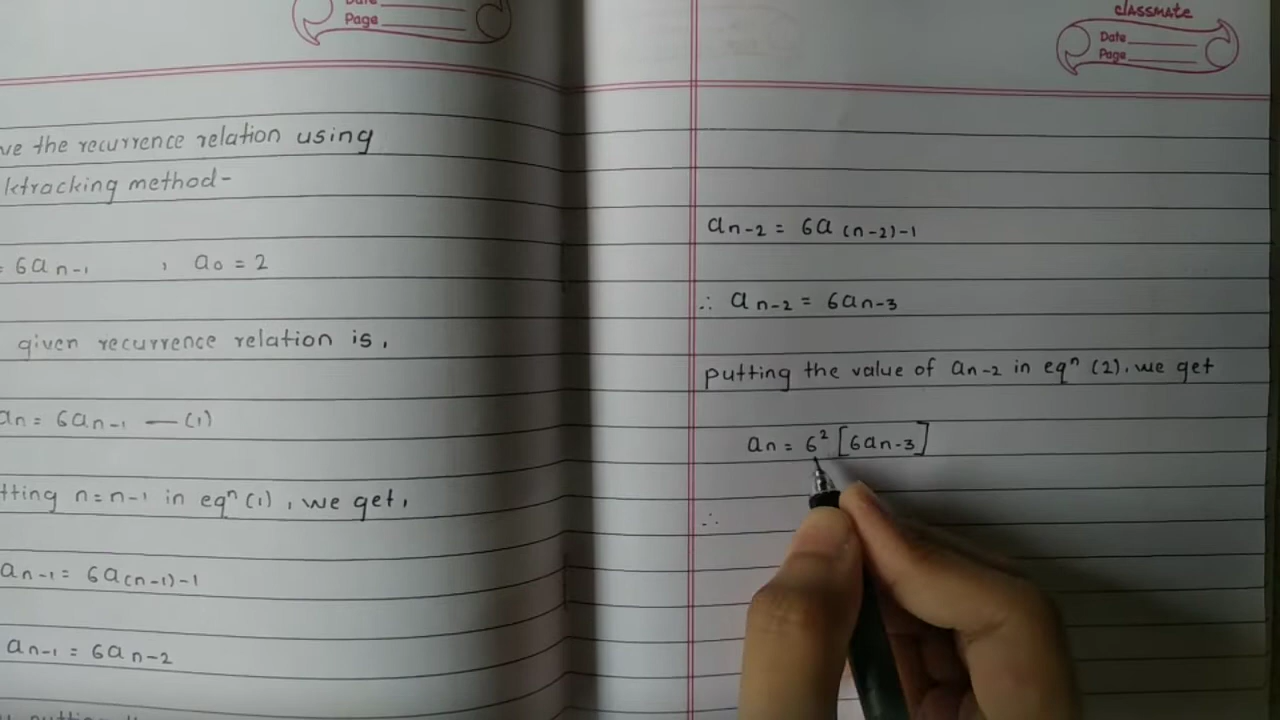 Page
ve the recurrence relation using
ktracking method-
= 6an-1 , a0 = 2
given recurrence relation is,
an = 6an-1 — (1)
tting n=n-1 in eqⁿ (1), we get,
an-1 = 6a(n-1)-1
an-1 = 6an-2
classmate
Date
Page
an-2 = 6a(n-2)-1
∴ an-2 = 6an-3
putting the value of an-2 in eqⁿ (2), we get
an = 6² [6an-3]
∴